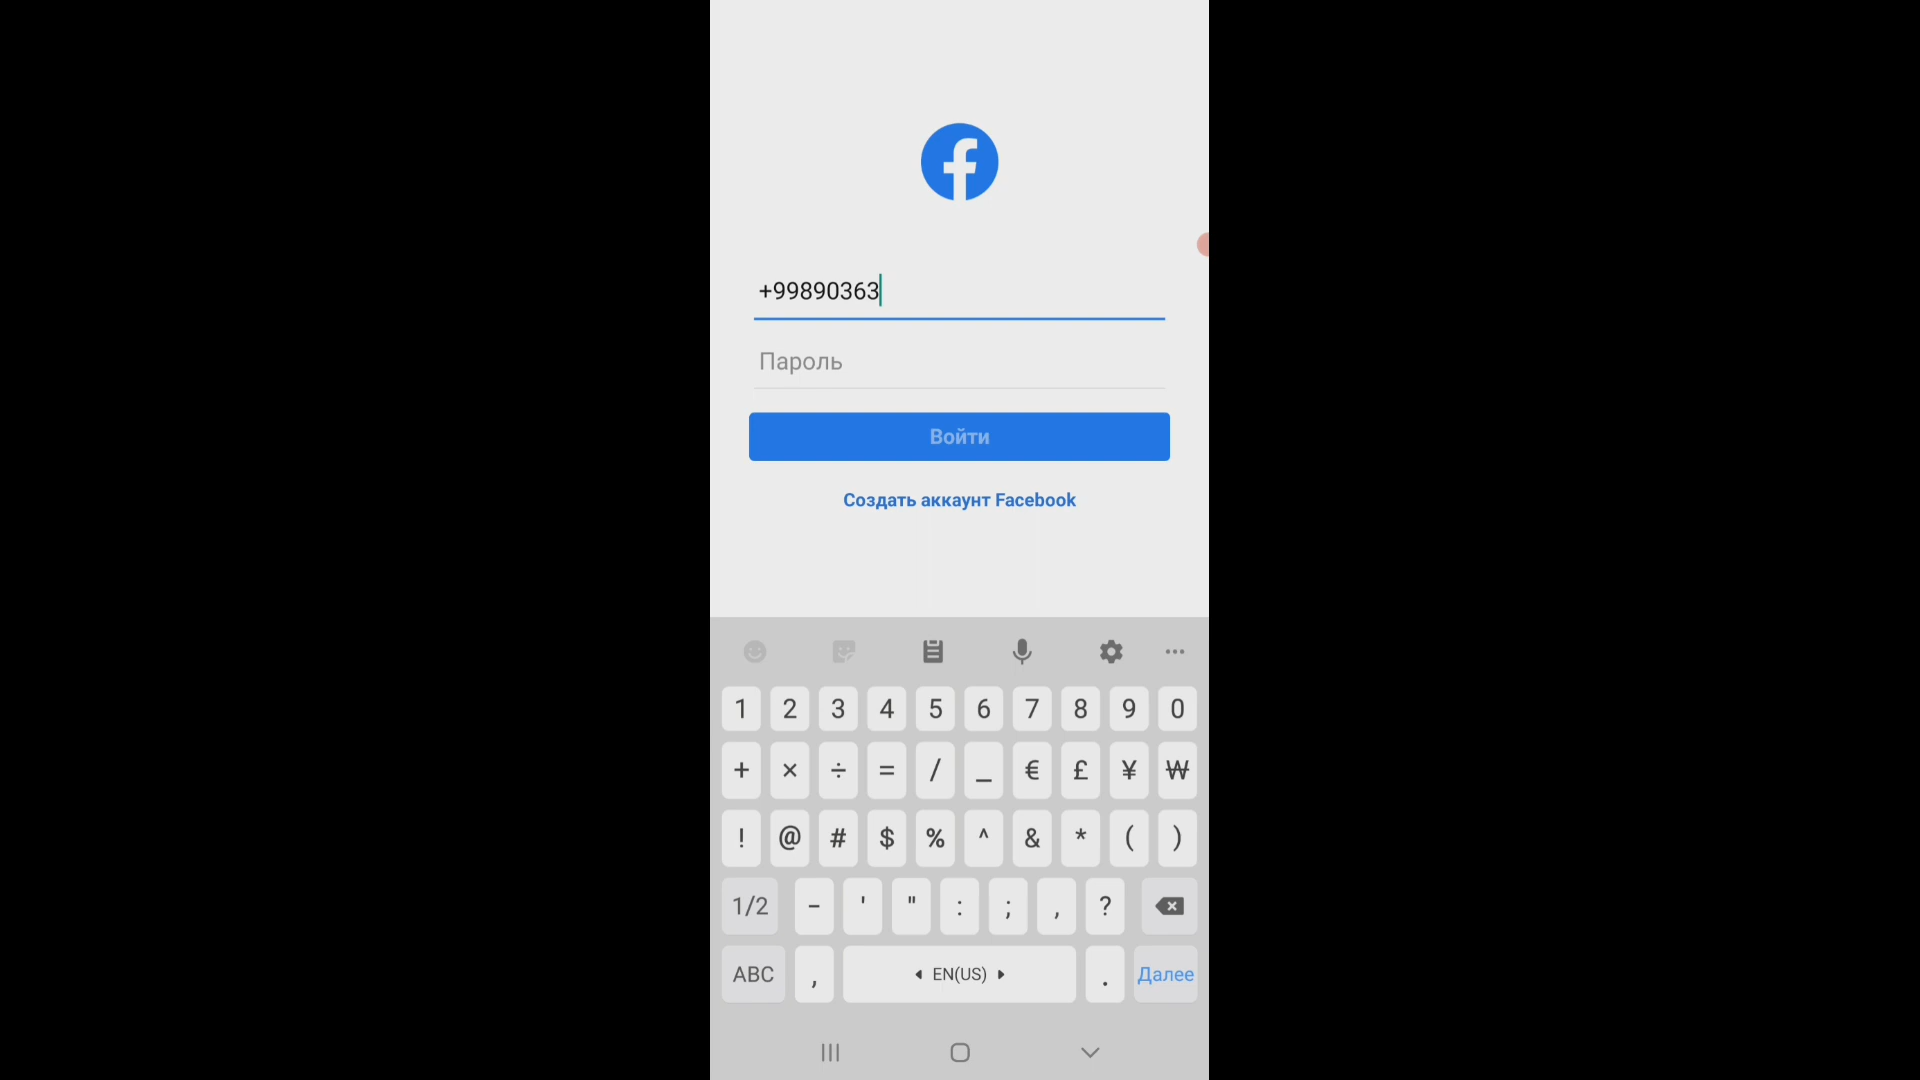 +99890363
Пароль
Войти
Создать аккаунт Facebook
1 2 3 4 5 6 7 8 9 0
+ × ÷ = / _ € £ ¥ ₩
! @ # $ % ^ & * ( )
1/2 - ' " : ; , ?
ABC , EN(US) . Далее